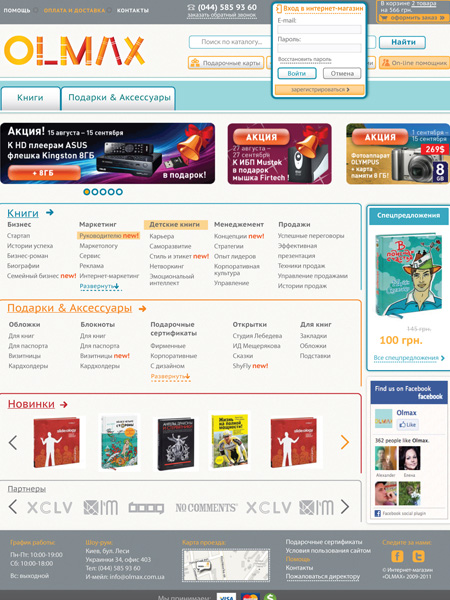 ПОМОЩЬ • ОПЛАТА И ДОСТАВКА • КОНТАКТЫ
(044) 585 93 60
заказать обратный звонок
Вход в интернет-магазин
E-mail:
Пароль:
Восстановить пароль
Войти
Отмена
зарегистрироваться
В корзине 2 товара
на 566 грн.
оформить заказ
OLMAX
Поиск по каталогу...
Найти
Подарочные карты
On-line помощник
Книги
Подарки & Аксессуары
Акция! 15 августа – 15 сентября
К HD плеерам ASUS
флешка Kingston 8ГБ
+ 8ГБ
в подарок!
АКЦИЯ
27 августа –
27 сентября
К ИБП Mustek
в подарок
мышка Firtech !
АКЦИЯ
1 сентября –
15 сентября
269$
Фотоаппарат
OLYMPUS +
карта
памяти 8 ГБ!
8
GB
Книги
Бизнес
Стартап
Истории успеха
Бизнес-роман
Биографии
Семейный бизнес new!
Маркетинг
Руководителю new!
Маркетологу
Сервис
Реклама
Интернет-маркетинг
Развернуть
Детские книги
Карьера
Саморазвитие
Стиль и этикет new!
Нетворкинг
Эмоциональный
интеллект
Менеджмент
Концепции new!
Стратегии
Опыт лидеров
Корпоративная
культура
Управление
Продажи
Успешные переговоры
Эффективная
презентация
Техники продаж
Управление продажами
Истории продаж
Спецпредложения
145 грн.
100 грн.
Все спецпредложения
Подарки & Аксессуары
Обложки
Для книг
Для паспорта
Визитницы
Кардхолдеры
Блокноты
Для книг
Для паспорта
Визитницы new!
Кардхолдеры
Подарочные
сертификаты
Фирменные
Корпоративные
С дизайном
Развернуть
Открытки
Студия Лебедева
ИД Мещерякова
Сказки
ShyFly new!
Для книг
Закладки
Обложки
Подставки
Find us on Facebook
facebook
Olmax
Like
362 people like Olmax.
Alexander
Елена
Facebook social plugin
Новинки
Партнеры
XCLV
NO COMMENTS
XCLV
График работы:
Пн-Пт: 10:00-19:00
Сб: 10:00-18:00
Вс: выходной
Шоу-рум:
Киев, бул. Леси
Украинки 34, офис 403
Тел: (044) 585 93 60
И-мейл: info@olmax.com.ua
Карта проезда:
Подарочные сертификаты
Условия пользования сайтом
Помощь
Контакты
Пожаловаться директору
Следите за нами:
© Интернет-магазин
«OLMAX» 2009-2011
Мы принимаем:
VISA